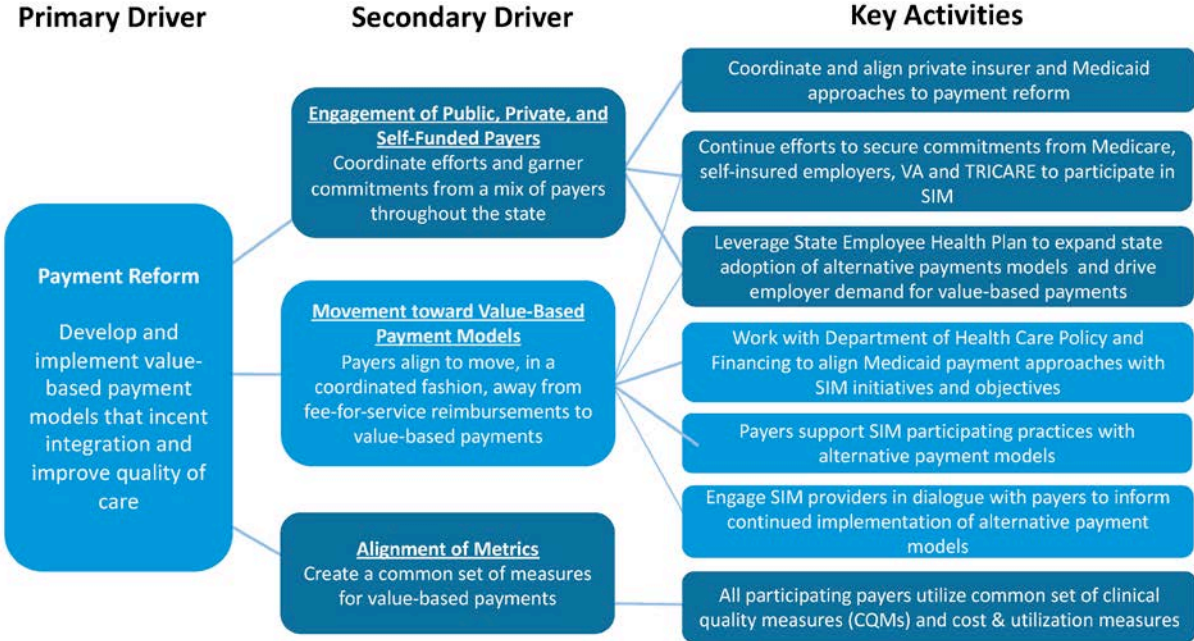 Primary Driver
Secondary Driver
Key Activities
Payment Reform
Develop and
implement value-
based payment
models that incent
integration and
improve quality of
care
Engagement of Public, Private, and
Self-Funded Payers
Coordinate efforts and garner
commitments from a mix of payers
throughout the state
Movement toward Value-Based
Payment Models
Payers align to move, in a
coordinated fashion, away from
fee-for-service reimbursements to
value-based payments
Alignment of Metrics
Create a common set of measures
for value-based payments
Coordinate and align private insurer and Medicaid
approaches to payment reform
Continue efforts to secure commitments from Medicare,
self-insured employers, VA and TRICARE to participate in
SIM
Leverage State Employee Health Plan to expand state
adoption of alternative payments models and drive
employer demand for value-based payments
Work with Department of Health Care Policy and
Financing to align Medicaid payment approaches with
SIM initiatives and objectives
Payers support SIM participating practices with
alternative payment models
Engage SIM providers in dialogue with payers to inform
continued implementation of alternative payment
models
All participating payers utilize common set of clinical
quality measures (CQMs) and cost & utilization measures